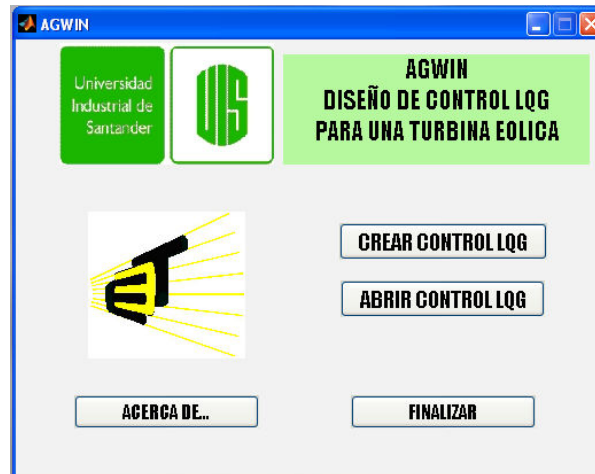 AGWIN
Universidad
Industrial de
Santander
UIS
AGWIN
DISEÑO DE CONTROL LQG
PARA UNA TURBINA EOLICA
CREAR CONTROL LQG
ABRIR CONTROL LQG
ACERCA DE...
FINALIZAR